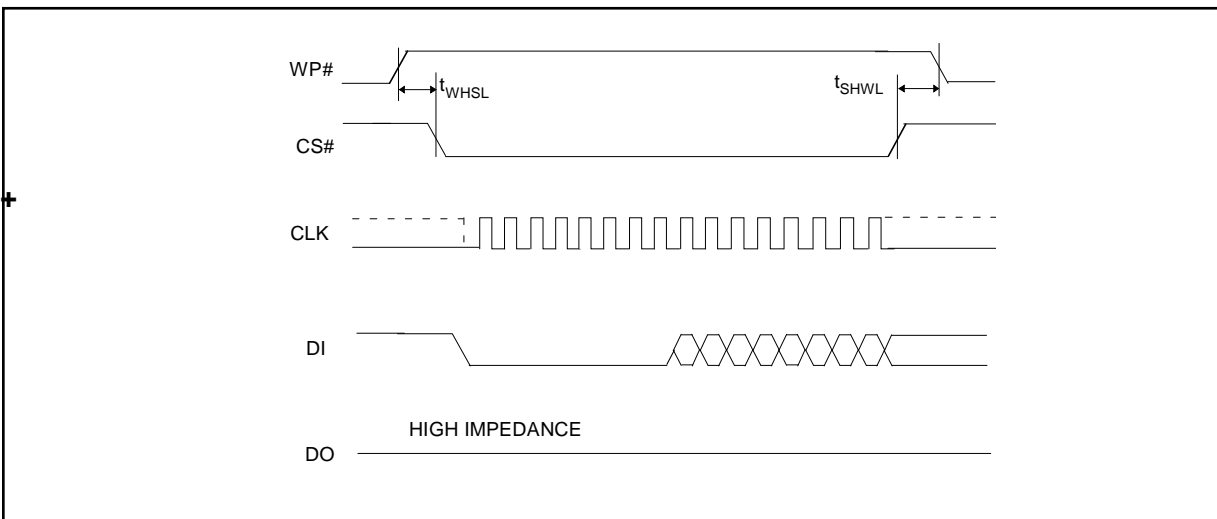 WP#
tWHSL
tSHWL
CS#
CLK
DI
HIGH IMPEDANCE
DO